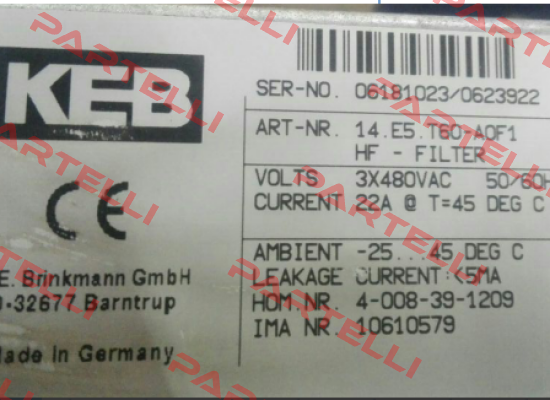 KEB
SER-NO. 06181023/0623922
ART-NR. 14.E5.T60-A0F1
HF - FILTER
VOLTS 3X480VAC 50/60H
CURRENT 22A @ T=45 DEG C
CE
AMBIENT -25...45 DEG C
LEAKAGE CURRENT:<5MA
HOM NR. 4-008-39-1209
IMA NR. 10610579
E. Brinkmann GmbH
D-32677 Barntrup
Made in Germany
PARTELLI
PARTELLI
PARTELLI
PARTELLI
PARTELLI